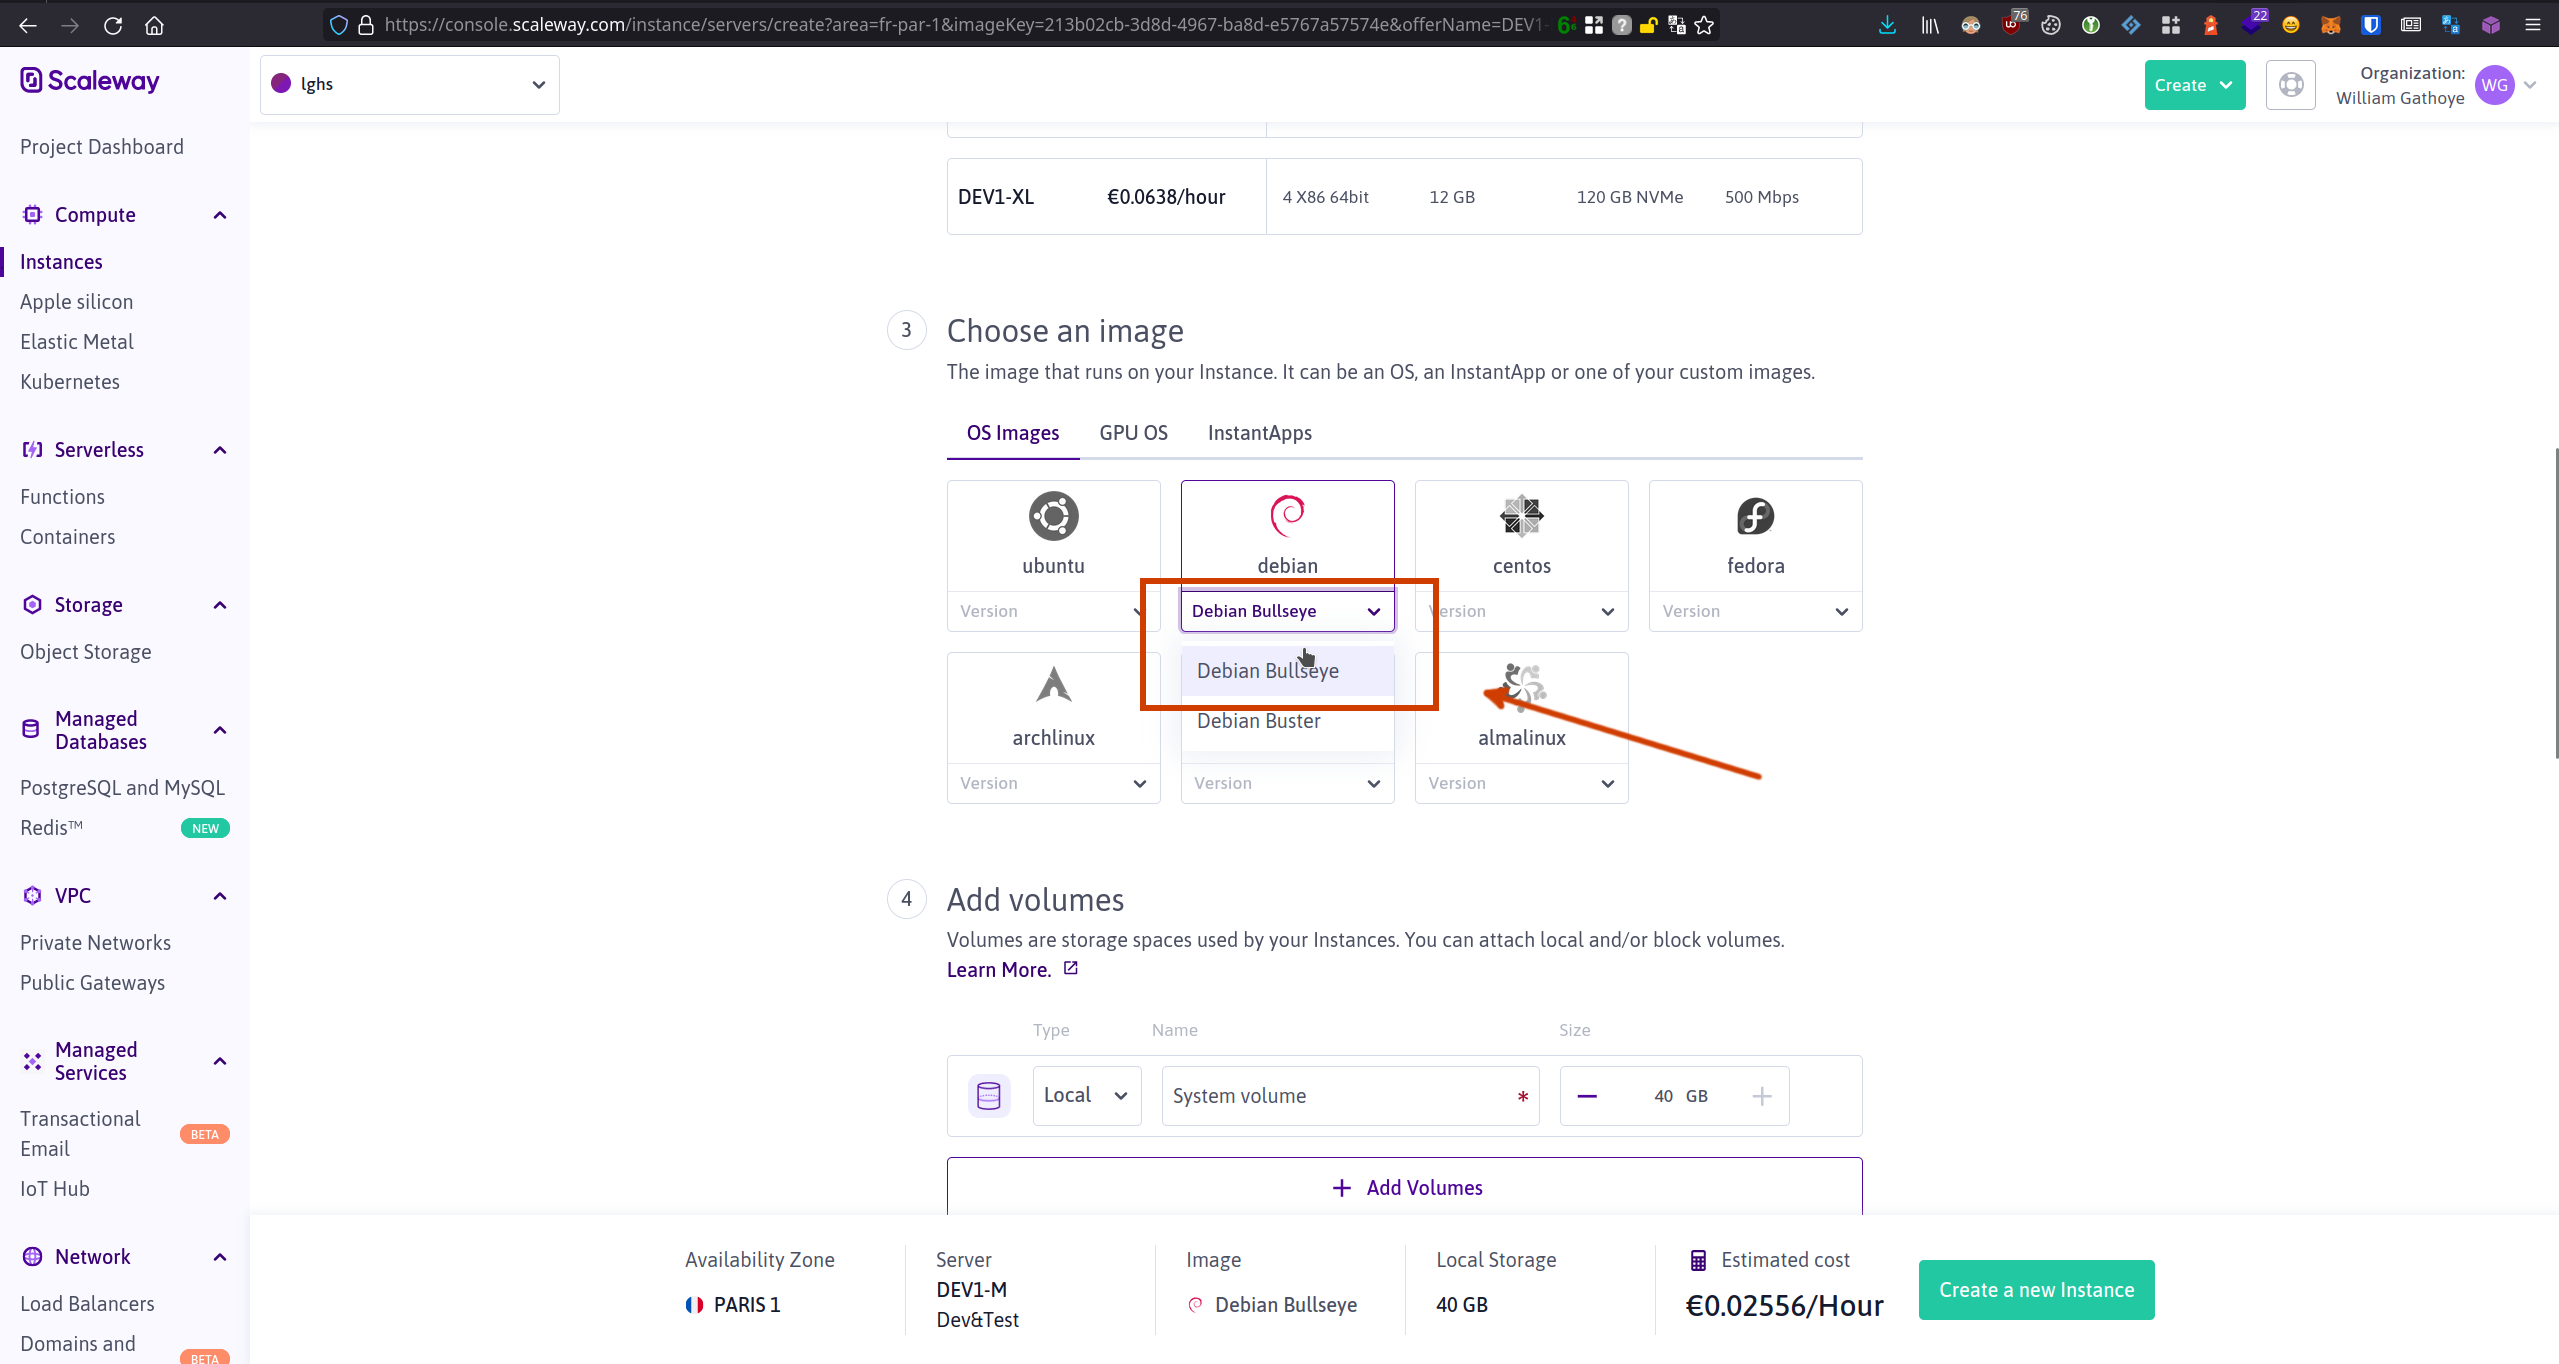 https://console.scaleway.com/instance/servers/create?area=fr-par-1&imageKey=213b02cb-3d8d-4967-ba8d-e5767a57574e&offerName=DEV1-
76
22
Scaleway
lghs
Create
Organization:
William Gathoye
WG
Project Dashboard
Compute
Instances
Apple silicon
Elastic Metal
Kubernetes
Serverless
Functions
Containers
Storage
Object Storage
Managed
Databases
PostgreSQL and MySQL
Redis™ NEW
VPC
Private Networks
Public Gateways
Managed
Services
Transactional
Email BETA
IoT Hub
Network
Load Balancers
Domains and
BETA
DEV1-XL €0.0638/hour 4 X86 64bit 12 GB 120 GB NVMe 500 Mbps
3 Choose an image
The image that runs on your Instance. It can be an OS, an InstantApp or one of your custom images.
OS Images GPU OS InstantApps
ubuntu debian centos fedora
Version Debian Bullseye Version Version
Debian Bullseye
Debian Buster
archlinux almalinux
Version Version Version
4 Add volumes
Volumes are storage spaces used by your Instances. You can attach local and/or block volumes.
Learn More.
Type Name Size
Local System volume * 40 GB
+ Add Volumes
Availability Zone Server Image Local Storage Estimated cost
PARIS 1 DEV1-M Debian Bullseye 40 GB €0.02556/Hour
Dev&Test
Create a new Instance